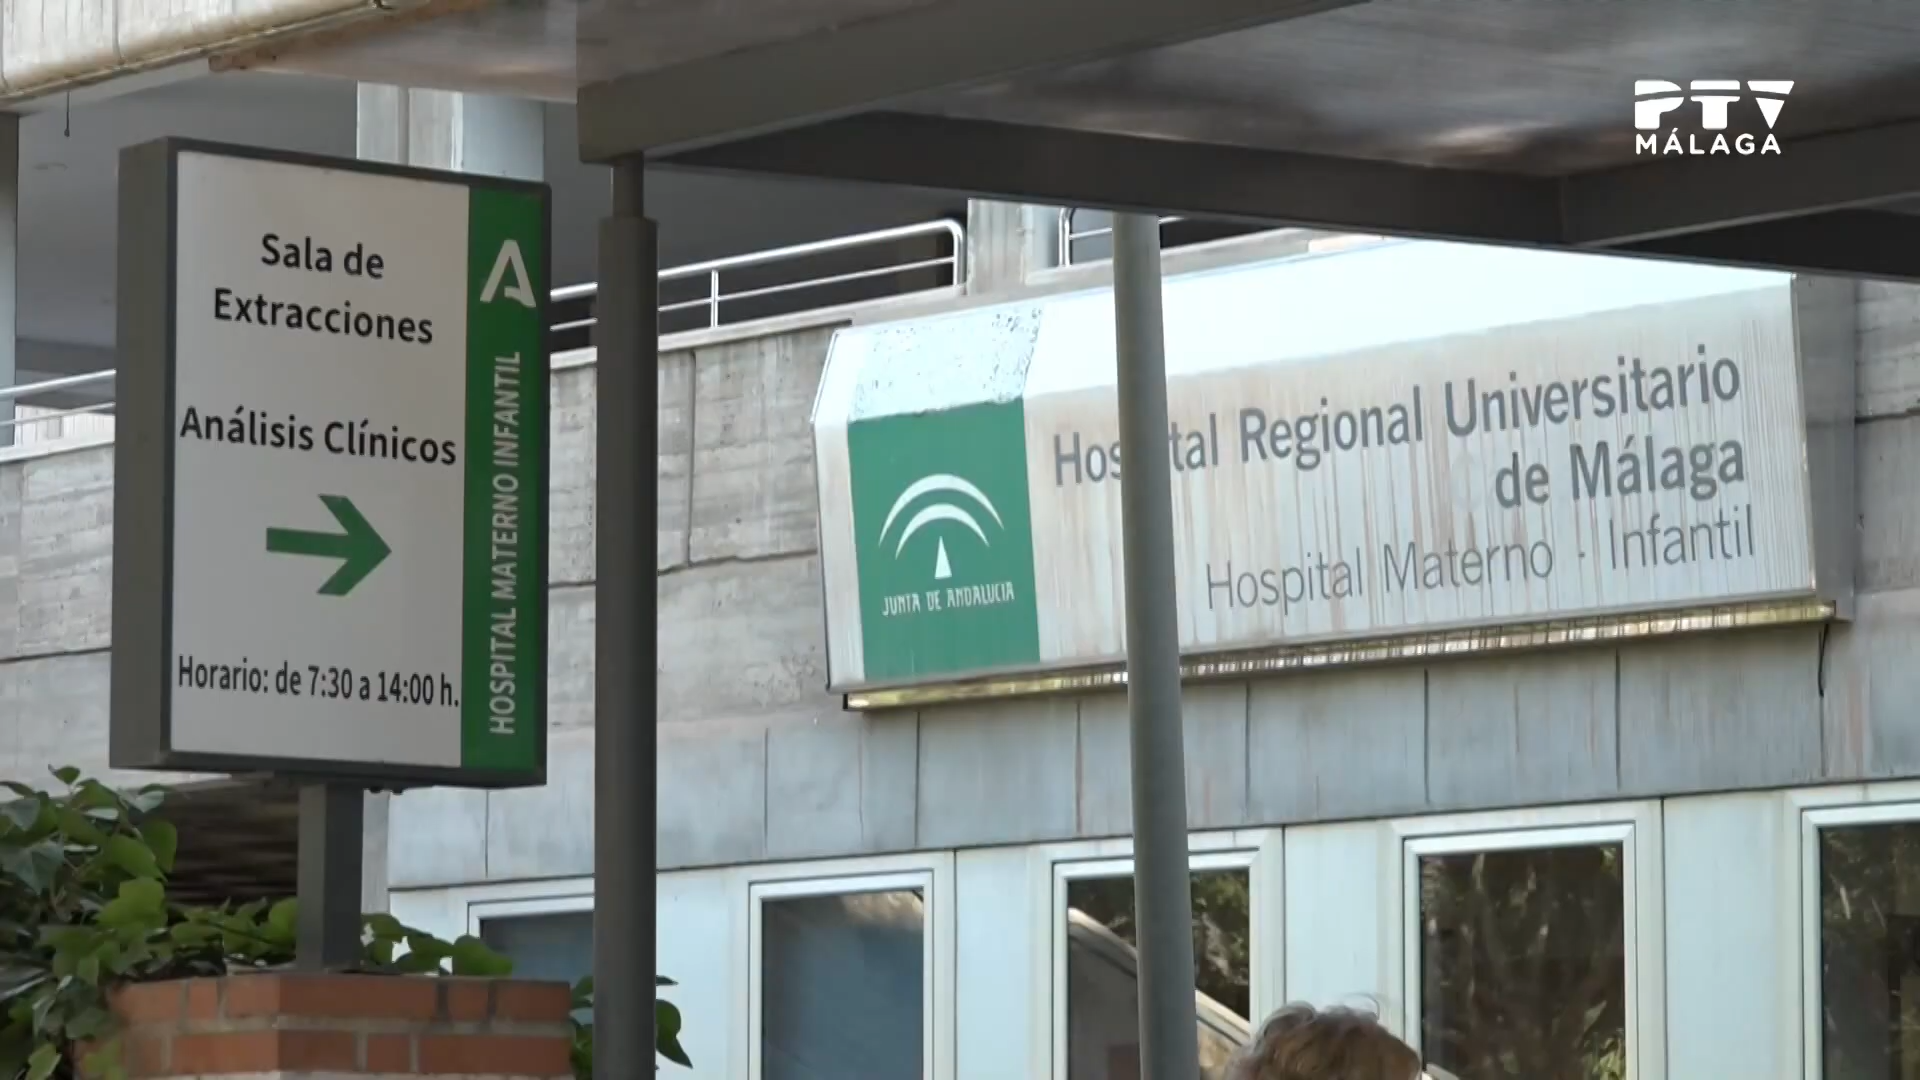 PTV
MÁLAGA
Sala de
Extracciones
Análisis Clínicos
Horario: de 7:30 a 14:00 h.
HOSPITAL MATERNO INFANTIL
JUNTA DE ANDALUCIA
Hospital Regional Universitario
de Málaga
Hospital Materno - Infantil